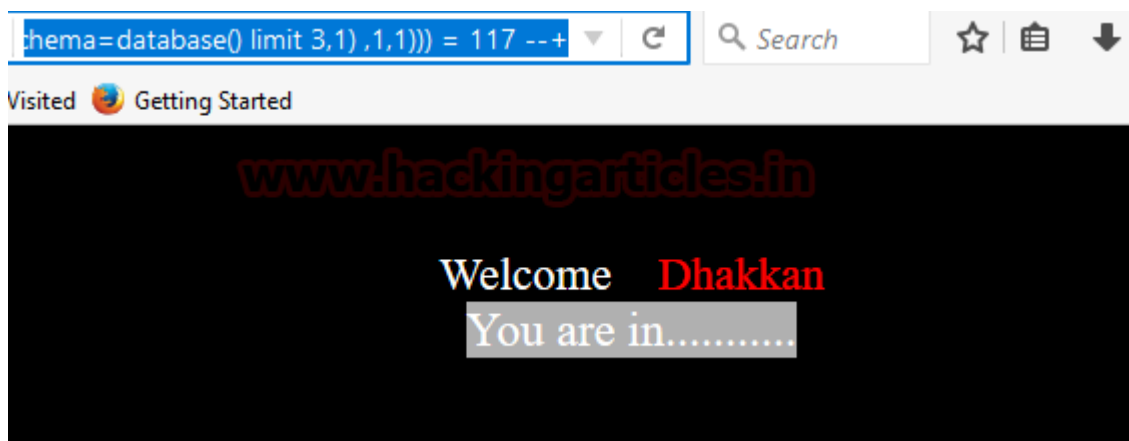 chema=database() limit 3,1) ,1,1))) = 117 --+ Search
Visited Getting Started
www.hackingarticles.in
Welcome Dhakkan
You are in...........